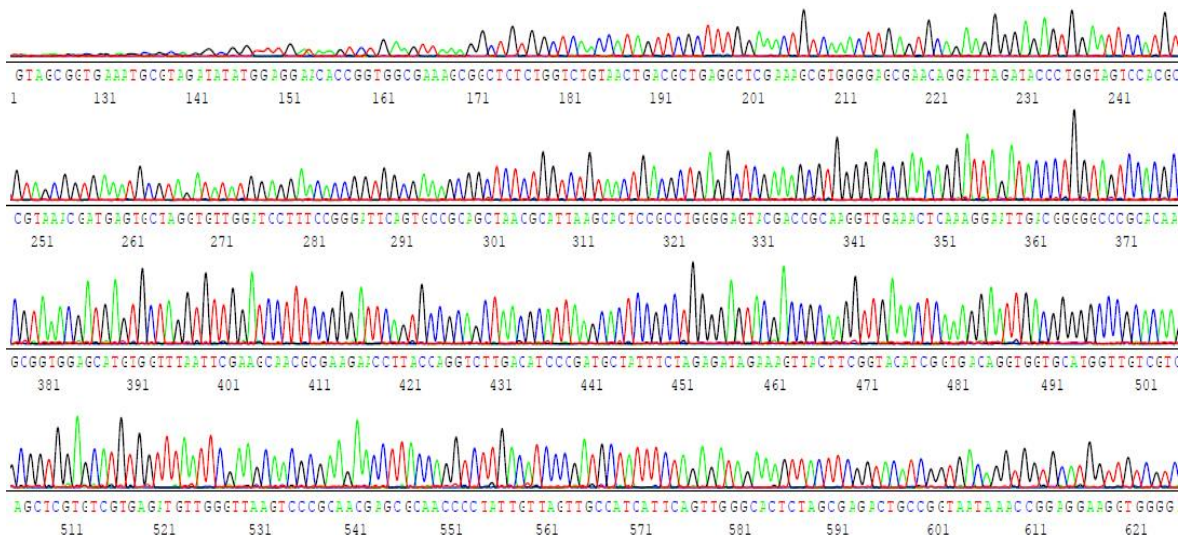 GTAGCGGTGAAATGCGTAGATATATGGAGGAACACCGGTGGCGAAAGCGGCTCTCTGGTCTGTAACTGACGCTGAGGCTCGAAAGCGTGGGGAGCGAACAGGATTAGATACCCTGGTAGTCCACGC
1 131 141 151 161 171 181 191 201 211 221 231 241
CGTAAACGATGAGTGCTAGGTGTTGGATCCTTTCCGGGATTCAGTGCCGCAGCTAACGCATTAAGCACTCCGCCTGGGGAGTACGACCGCAAGGTTGAAACTCAAAGGAATTGACGGGGGCCCGCACAA
251 261 271 281 291 301 311 321 331 341 351 361 371
GCGGTGGAGCATGTGGTTTAATTCGAAGCAACGCGAAGAACCTTACCAGGTCTTGACATCCCGATGCTATTTCTAGAGATAGAAAGTTACTTCGGTACATCGGTGACAGGTGGTGCATGGTTGTCGTC
381 391 401 411 421 431 441 451 461 471 481 491 501
AGCTCGTGTCGTGAGATGTTGGGTTAAGTCCCGCAACGAGCGCAACCCCTATTGTTAGTTGCCATCATTCAGTTGGGCACTCTAGCGAGACTGCCGGTAATAAACCGGAGGAAGGTGGGG
511 521 531 541 551 561 571 581 591 601 611 621